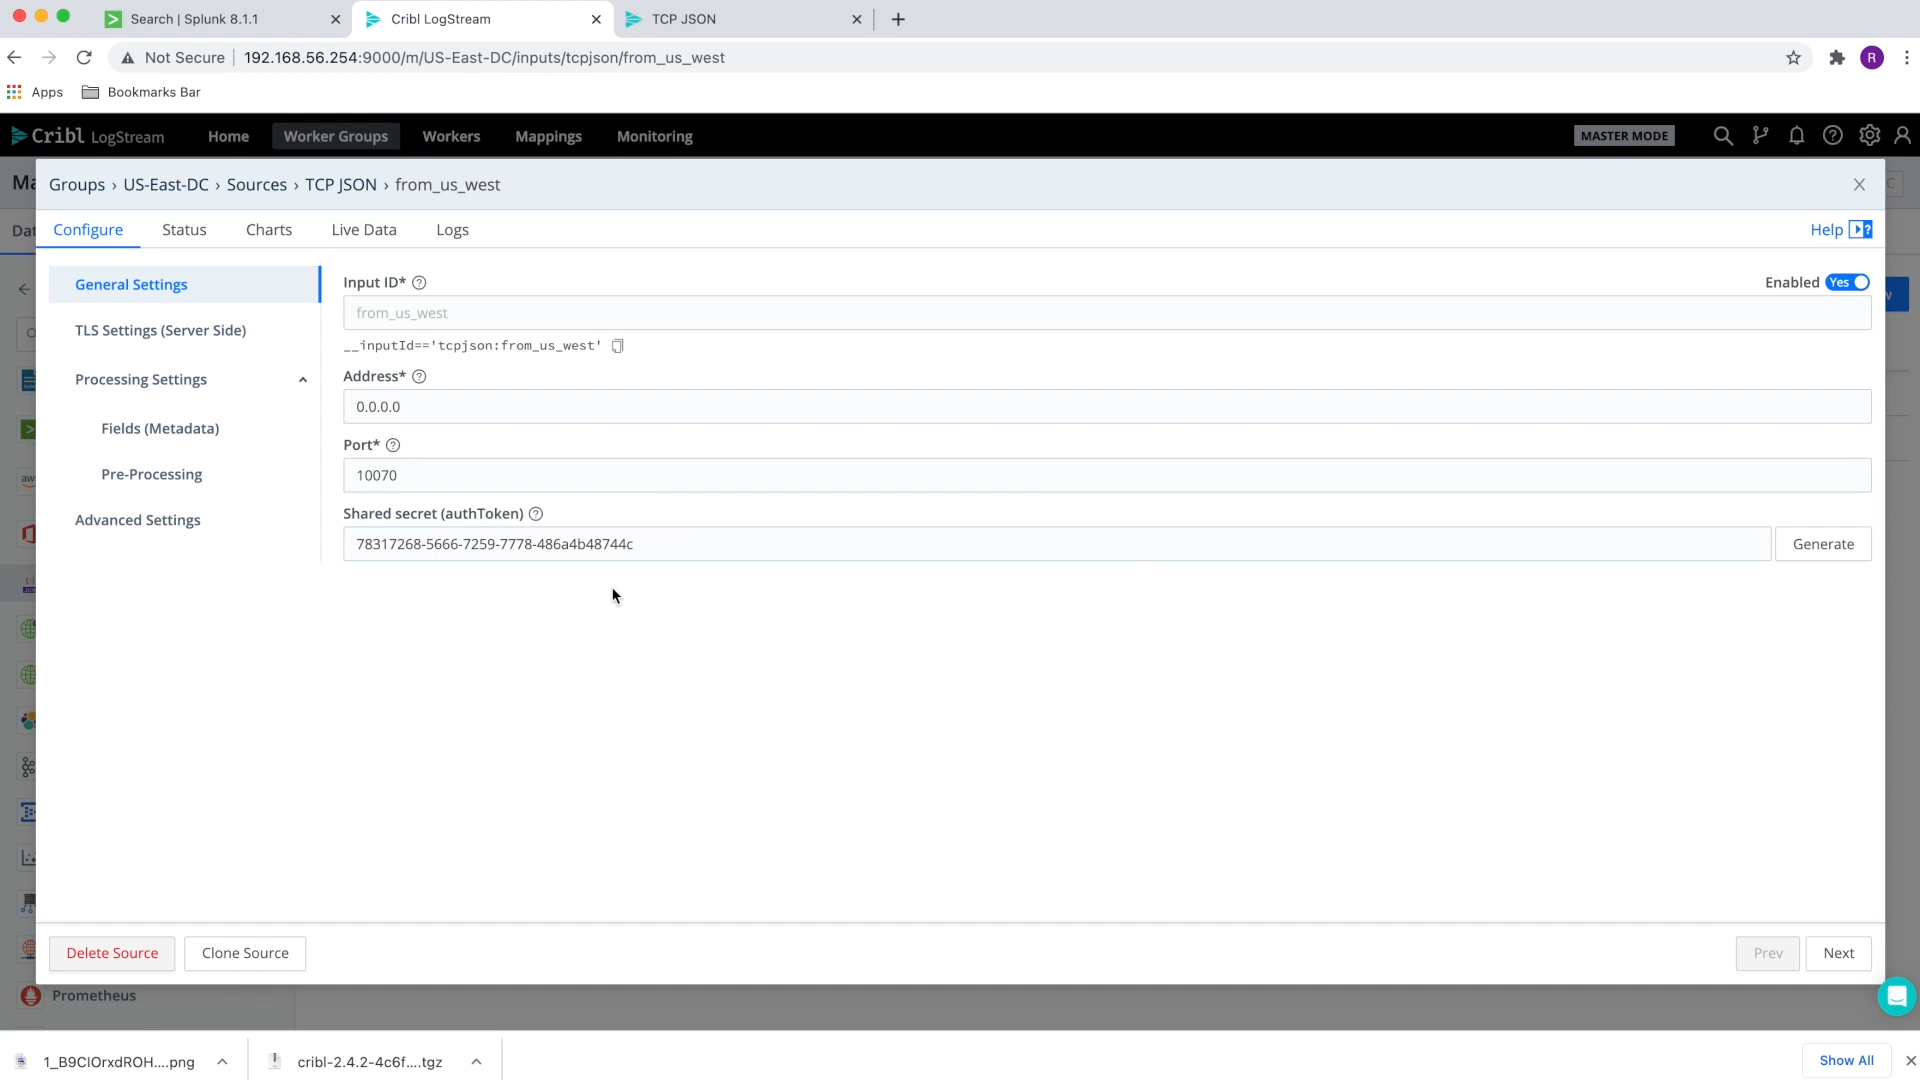 Search | Splunk 8.1.1
Cribl LogStream
TCP JSON
Not Secure
192.168.56.254:9000/m/US-East-DC/inputs/tcpjson/from_us_west
R
Apps
Bookmarks Bar
Cribl LogStream
Home
Worker Groups
Workers
Mappings
Monitoring
MASTER MODE
Ma
Groups › US-East-DC › Sources › TCP JSON › from_us_west
C
Dat
Configure
Status
Charts
Live Data
Logs
Help
General Settings
TLS Settings (Server Side)
Processing Settings
Fields (Metadata)
Pre-Processing
Advanced Settings
Input ID*
Enabled
Yes
from_us_west
__inputId=='tcpjson:from_us_west'
Address*
0.0.0.0
Port*
10070
Shared secret (authToken)
78317268-5666-7259-7778-486a4b48744c
Generate
w
aws
Delete Source
Clone Source
Prev
Next
Prometheus
1_B9ClOrxdROH....png
cribl-2.4.2-4c6f....tgz
Show All